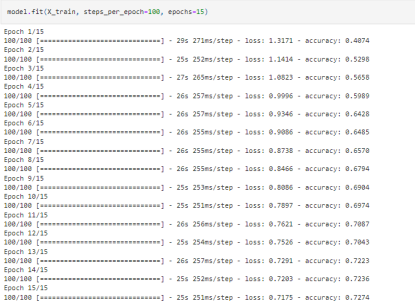 model.fit(X_train, steps_per_epoch=100, epochs=15)
Epoch 1/15
100/100 [==============================] - 29s 271ms/step - loss: 1.3171 - accuracy: 0.4074
Epoch 2/15
100/100 [==============================] - 25s 252ms/step - loss: 1.1414 - accuracy: 0.5298
Epoch 3/15
100/100 [==============================] - 27s 265ms/step - loss: 1.0823 - accuracy: 0.5658
Epoch 4/15
100/100 [==============================] - 26s 257ms/step - loss: 0.9996 - accuracy: 0.5989
Epoch 5/15
100/100 [==============================] - 26s 257ms/step - loss: 0.9346 - accuracy: 0.6428
Epoch 6/15
100/100 [==============================] - 26s 255ms/step - loss: 0.9086 - accuracy: 0.6485
Epoch 7/15
100/100 [==============================] - 26s 255ms/step - loss: 0.8738 - accuracy: 0.6570
Epoch 8/15
100/100 [==============================] - 26s 255ms/step - loss: 0.8466 - accuracy: 0.6794
Epoch 9/15
100/100 [==============================] - 25s 253ms/step - loss: 0.8086 - accuracy: 0.6904
Epoch 10/15
100/100 [==============================] - 25s 251ms/step - loss: 0.7897 - accuracy: 0.6974
Epoch 11/15
100/100 [==============================] - 26s 256ms/step - loss: 0.7621 - accuracy: 0.7087
Epoch 12/15
100/100 [==============================] - 25s 254ms/step - loss: 0.7526 - accuracy: 0.7043
Epoch 13/15
100/100 [==============================] - 26s 257ms/step - loss: 0.7291 - accuracy: 0.7223
Epoch 14/15
100/100 [==============================] - 25s 252ms/step - loss: 0.7203 - accuracy: 0.7236
Epoch 15/15
100/100 [==============================] - 25s 251ms/step - loss: 0.7175 - accuracy: 0.7274